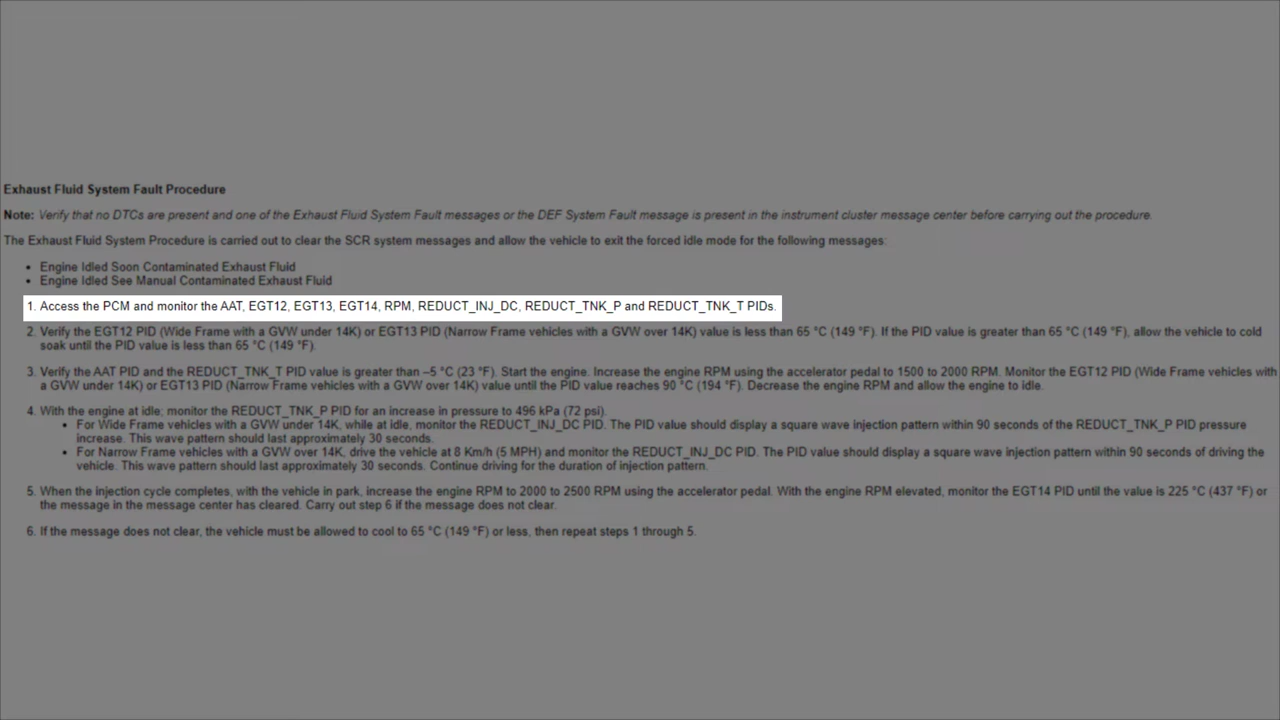 Exhaust Fluid System Fault Procedure
Note: Verify that no DTCs are present and one of the Exhaust Fluid System Fault messages or the DEF System Fault message is present in the instrument cluster message center before carrying out the procedure.
The Exhaust Fluid System Procedure is carried out to clear the SCR system messages and allow the vehicle to exit the forced idle mode for the following messages:
• Engine Idled Soon Contaminated Exhaust Fluid
• Engine Idled See Manual Contaminated Exhaust Fluid
1. Access the PCM and monitor the AAT, EGT12, EGT13, EGT14, RPM, REDUCT_INJ_DC, REDUCT_TNK_P and REDUCT_TNK_T PIDs.
2. Verify the EGT12 PID (Wide Frame with a GVW under 14K) or EGT13 PID (Narrow Frame vehicles with a GVW over 14K) value is less than 65 °C (149 °F). If the PID value is greater than 65 °C (149 °F), allow the vehicle to cold
soak until the PID value is less than 65 °C (149 °F).
3. Verify the AAT PID and the REDUCT_TNK_T PID value is greater than –5 °C (23 °F). Start the engine. Increase the engine RPM using the accelerator pedal to 1500 to 2000 RPM. Monitor the EGT12 PID (Wide Frame vehicles with
a GVW under 14K) or EGT13 PID (Narrow Frame vehicles with a GVW over 14K) value until the PID value reaches 90 °C (194 °F). Decrease the engine RPM and allow the engine to idle.
4. With the engine at idle; monitor the REDUCT_TNK_P PID for an increase in pressure to 496 kPa (72 psi).
• For Wide Frame vehicles with a GVW under 14K, while at idle, monitor the REDUCT_INJ_DC PID. The PID value should display a square wave injection pattern within 90 seconds of the REDUCT_TNK_P PID pressure
increase. This wave pattern should last approximately 30 seconds.
• For Narrow Frame vehicles with a GVW over 14K, drive the vehicle at 8 Km/h (5 MPH) and monitor the REDUCT_INJ_DC PID. The PID value should display a square wave injection pattern within 90 seconds of driving the
vehicle. This wave pattern should last approximately 30 seconds. Continue driving for the duration of injection pattern.
5. When the injection cycle completes, with the vehicle in park, increase the engine RPM to 2000 to 2500 RPM using the accelerator pedal. With the engine RPM elevated, monitor the EGT14 PID until the value is 225 °C (437 °F) or
the message in the message center has cleared. Carry out step 6 if the message does not clear.
6. If the message does not clear, the vehicle must be allowed to cool to 65 °C (149 °F) or less, then repeat steps 1 through 5.